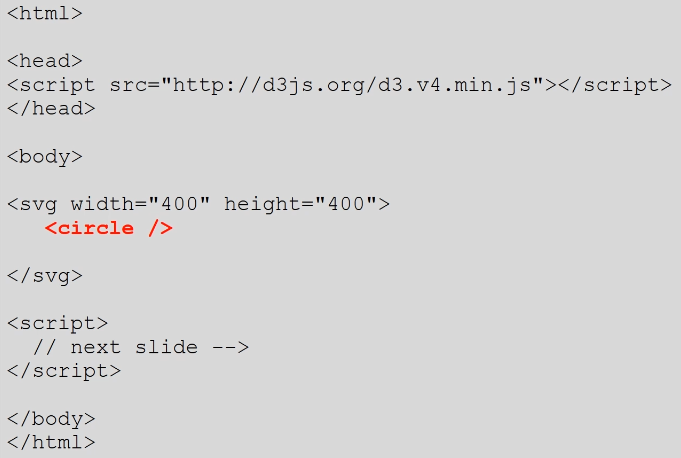 <html>
<head>
<script src="http://d3js.org/d3.v4.min.js"></script>
</head>
<body>
<svg width="400" height="400">
<circle />
</svg>
<script>
// next slide -->
</script>
</body>
</html>